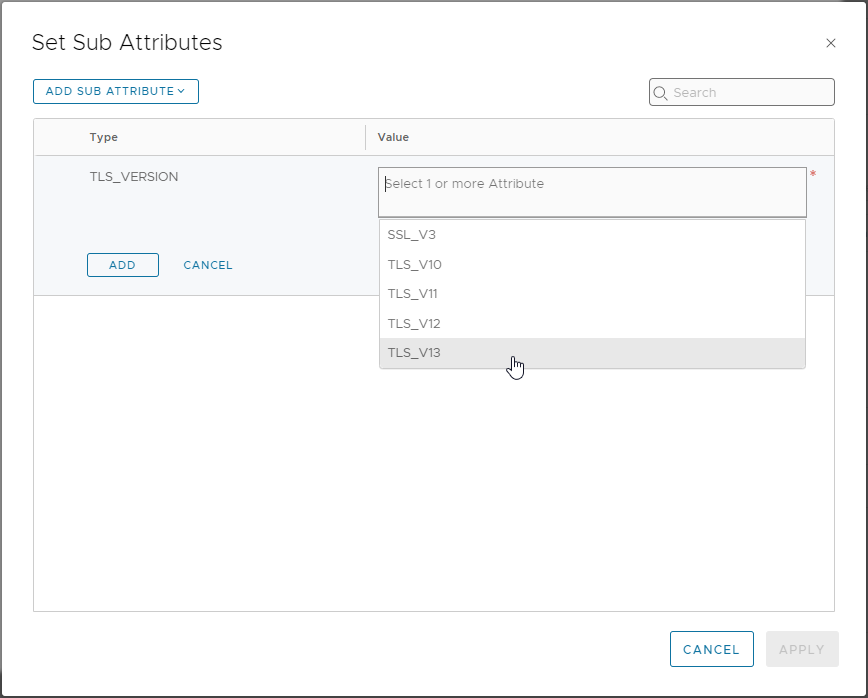 Set Sub Attributes
ADD SUB ATTRIBUTE
Search
Type Value
TLS_VERSION
Select 1 or more Attribute
*
SSL_V3
TLS_V10
TLS_V11
TLS_V12
TLS_V13
ADD CANCEL
CANCEL APPLY